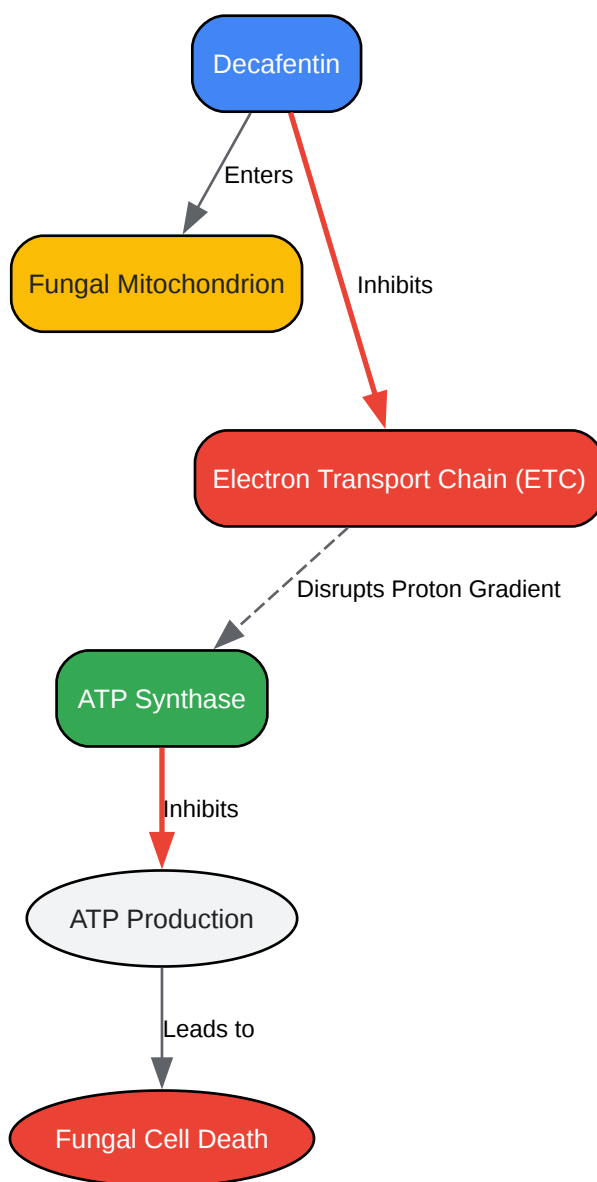 Decafentin
Enters
Fungal Mitochondrion
Inhibits
Electron Transport Chain (ETC)
Disrupts Proton Gradient
ATP Synthase
Inhibits
ATP Production
Leads to
Fungal Cell Death